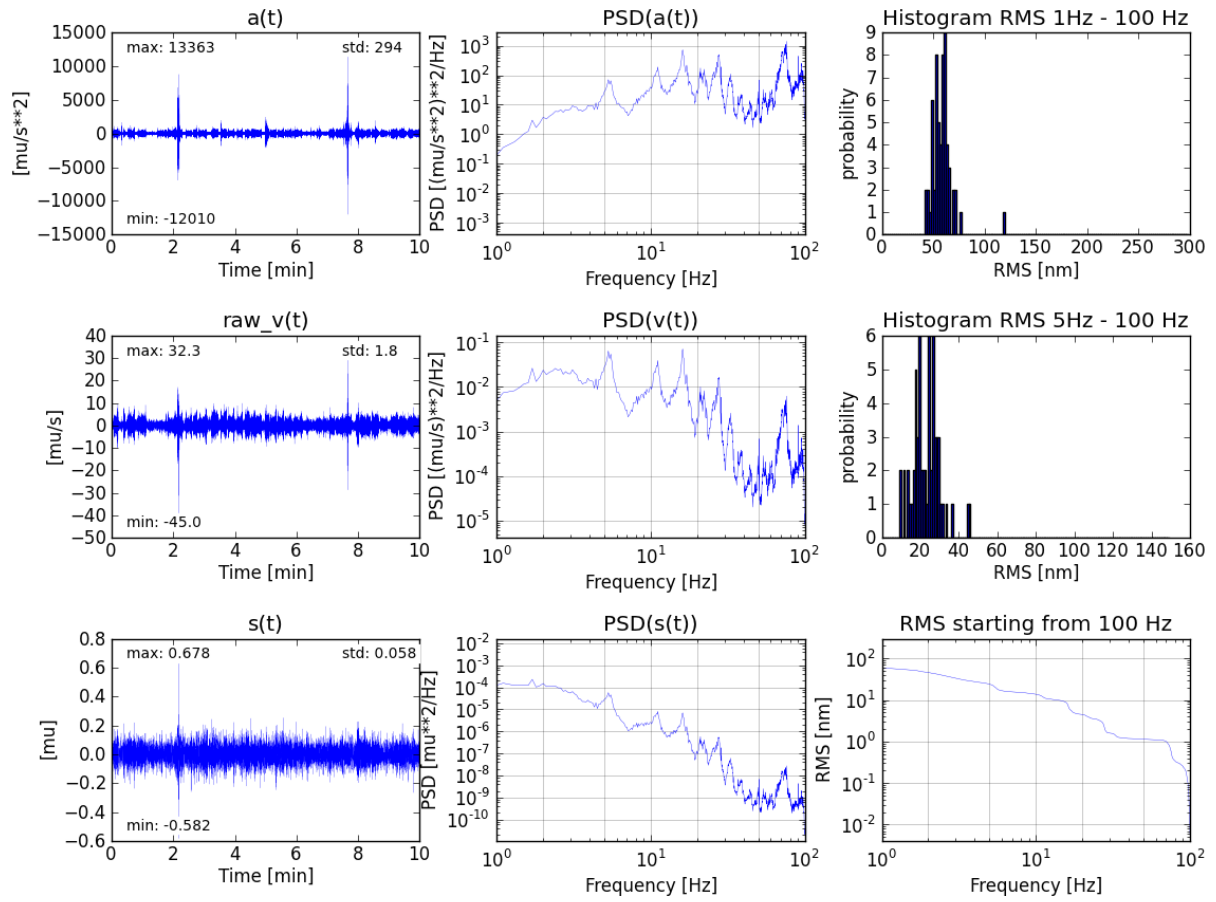 a(t)
max: 13363
std: 294
min: -12010
15000
10000
5000
0
−5000
−10000
−15000
[mu/s**2]
0 2 4 6 8 10
Time [min]
PSD(a(t))
10^3
10^2
10^1
10^0
10^-1
10^-2
10^-3
PSD [(mu/s**2)**2/Hz]
10^0 10^1 10^2
Frequency [Hz]
Histogram RMS 1Hz - 100 Hz
9
8
7
6
5
4
3
2
1
0
probability
0 50 100 150 200 250 300
RMS [nm]
raw_v(t)
max: 32.3
std: 1.8
min: -45.0
40
30
20
10
0
−10
−20
−30
−40
−50
[mu/s]
0 2 4 6 8 10
Time [min]
PSD(v(t))
10^-1
10^-2
10^-3
10^-4
10^-5
PSD [(mu/s)**2/Hz]
10^0 10^1 10^2
Frequency [Hz]
Histogram RMS 5Hz - 100 Hz
6
5
4
3
2
1
0
probability
0 20 40 60 80 100 120 140 160
RMS [nm]
s(t)
max: 0.678
std: 0.058
min: -0.582
0.8
0.6
0.4
0.2
0.0
−0.2
−0.4
−0.6
[mu]
0 2 4 6 8 10
Time [min]
PSD(s(t))
10^-2
10^-3
10^-4
10^-5
10^-6
10^-7
10^-8
10^-9
10^-10
PSD [mu**2/Hz]
10^0 10^1 10^2
Frequency [Hz]
RMS starting from 100 Hz
10^2
10^1
10^0
10^-1
10^-2
RMS [nm]
10^0 10^1 10^2
Frequency [Hz]